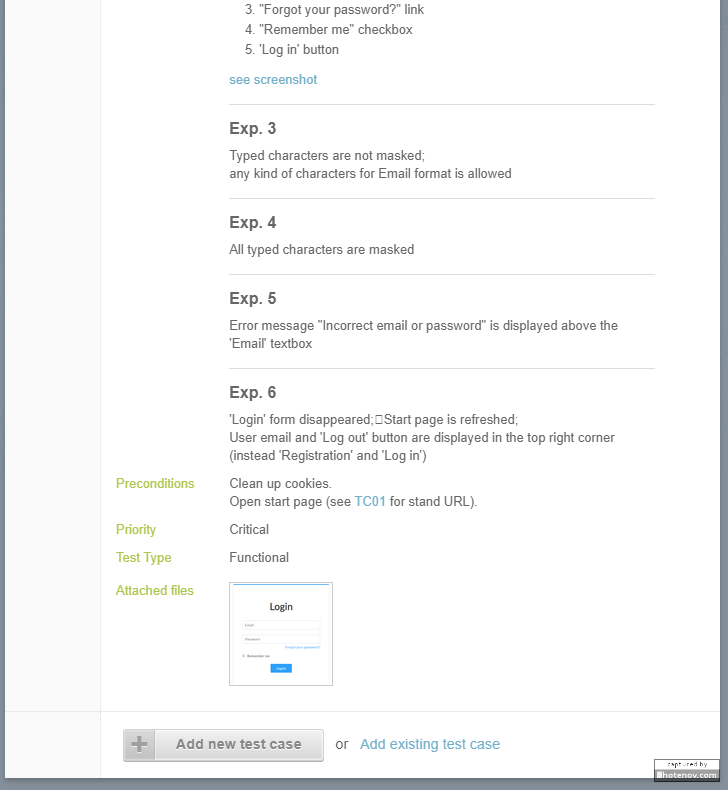 3. "Forgot your password?" link
4. "Remember me" checkbox
5. 'Log in' button
see screenshot
Exp. 3
Typed characters are not masked;
any kind of characters for Email format is allowed
Exp. 4
All typed characters are masked
Exp. 5
Error message "Incorrect email or password" is displayed above the
'Email' textbox
Exp. 6
'Login' form disappeared;□Start page is refreshed;
User email and 'Log out' button are displayed in the top right corner
(instead 'Registration' and 'Log in')
Preconditions
Clean up cookies.
Open start page (see TC01 for stand URL).
Priority
Critical
Test Type
Functional
Attached files
Login
Email
Password
Forgot your password?
Remember me
Log in
Add new test case
or
Add existing test case
captured by
hotenov.com